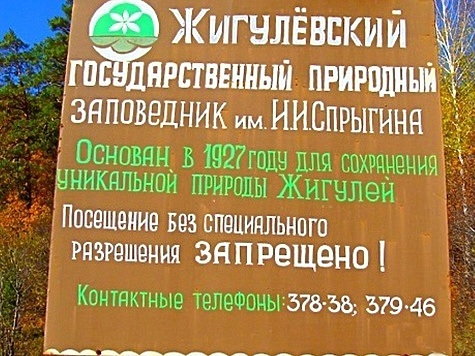 ЖИГУЛЁВСКИЙ
ГОСУДАРСТВЕННЫЙ ПРИРОДНЫЙ
ЗАПОВЕДНИК ИМ. И.И.СПРЫГИНА
ОСНОВАН В 1927 ГОДУ ДЛЯ СОХРАНЕНИЯ
УНИКАЛЬНОЙ ПРИРОДЫ ЖИГУЛЕЙ
ПОСЕЩЕНИЕ БЕЗ СПЕЦИАЛЬНОГО
РАЗРЕШЕНИЯ ЗАПРЕЩЕНО!
КОНТАКТНЫЕ ТЕЛЕФОНЫ: 378-38; 379-46